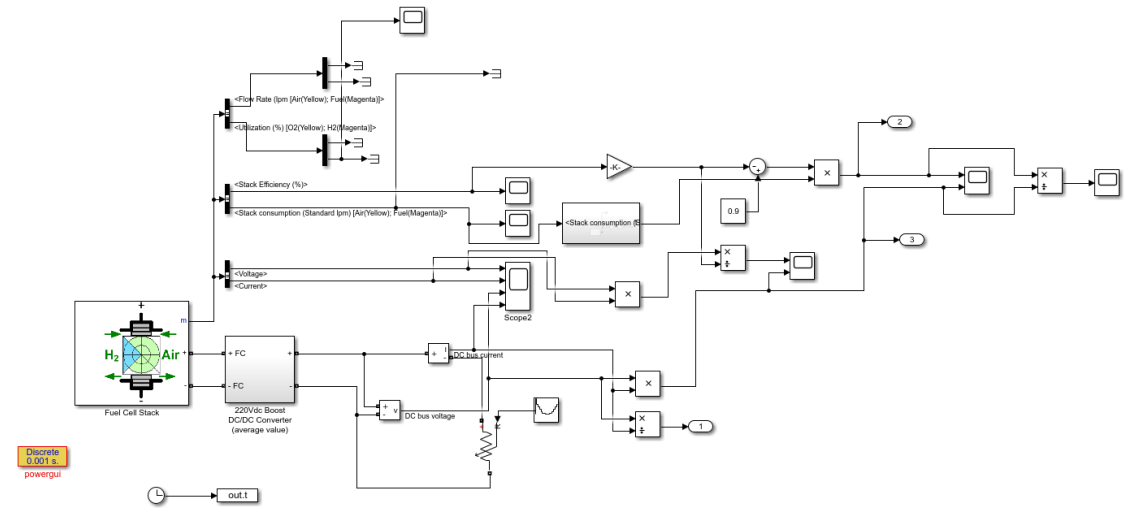 <Flow Rate (lpm [Air(Yellow); Fuel(Magenta)]>
<Utilization (%) [O2(Yellow); H2(Magenta)]>
2
<Stack Efficiency (%)>
-K-
-
+
×
×
÷
<Stack consumption (Standard lpm) [Air(Yellow); Fuel(Magenta)]>
0.9
<Stack consumption (
3
<Voltage>
<Current>
×
÷
×
Scope2
+
m
H2
Air
+
-
-
Fuel Cell Stack
+ FC
- FC
+
-
220Vdc Boost
DC/DC Converter
(average value)
+
i
-
DC bus current
+
-
v
DC bus voltage
×
×
÷
1
+
Discrete
0.001 s.
powergui
out.t